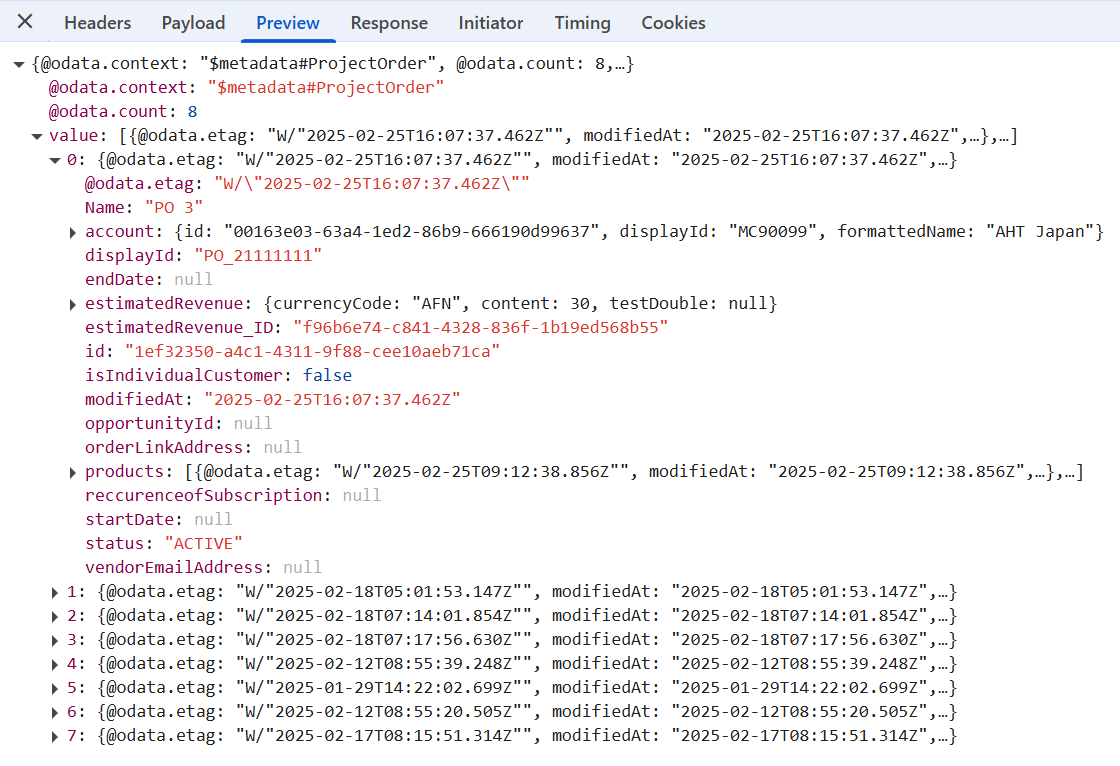 Headers Payload Preview Response Initiator Timing Cookies
{@odata.context: "$metadata#ProjectOrder", @odata.count: 8,…}
@odata.context: "$metadata#ProjectOrder"
@odata.count: 8
value: [{@odata.etag: "W/"2025-02-25T16:07:37.462Z"", modifiedAt: "2025-02-25T16:07:37.462Z",…},…]
0: {@odata.etag: "W/"2025-02-25T16:07:37.462Z"", modifiedAt: "2025-02-25T16:07:37.462Z",…}
@odata.etag: "W/\"2025-02-25T16:07:37.462Z\""
Name: "PO 3"
account: {id: "00163e03-63a4-1ed2-86b9-666190d99637", displayId: "MC90099", formattedName: "AHT Japan"}
displayId: "PO_21111111"
endDate: null
estimatedRevenue: {currencyCode: "AFN", content: 30, testDouble: null}
estimatedRevenue_ID: "f96b6e74-c841-4328-836f-1b19ed568b55"
id: "1ef32350-a4c1-4311-9f88-cee10aeb71ca"
isIndividualCustomer: false
modifiedAt: "2025-02-25T16:07:37.462Z"
opportunityId: null
orderLinkAddress: null
products: [{@odata.etag: "W/"2025-02-25T09:12:38.856Z"", modifiedAt: "2025-02-25T09:12:38.856Z",…},…]
reccurenceofSubscription: null
startDate: null
status: "ACTIVE"
vendorEmailAddress: null
1: {@odata.etag: "W/"2025-02-18T05:01:53.147Z"", modifiedAt: "2025-02-18T05:01:53.147Z",…}
2: {@odata.etag: "W/"2025-02-18T07:14:01.854Z"", modifiedAt: "2025-02-18T07:14:01.854Z",…}
3: {@odata.etag: "W/"2025-02-18T07:17:56.630Z"", modifiedAt: "2025-02-18T07:17:56.630Z",…}
4: {@odata.etag: "W/"2025-02-12T08:55:39.248Z"", modifiedAt: "2025-02-12T08:55:39.248Z",…}
5: {@odata.etag: "W/"2025-01-29T14:22:02.699Z"", modifiedAt: "2025-01-29T14:22:02.699Z",…}
6: {@odata.etag: "W/"2025-02-12T08:55:20.505Z"", modifiedAt: "2025-02-12T08:55:20.505Z",…}
7: {@odata.etag: "W/"2025-02-17T08:15:51.314Z"", modifiedAt: "2025-02-17T08:15:51.314Z",…}